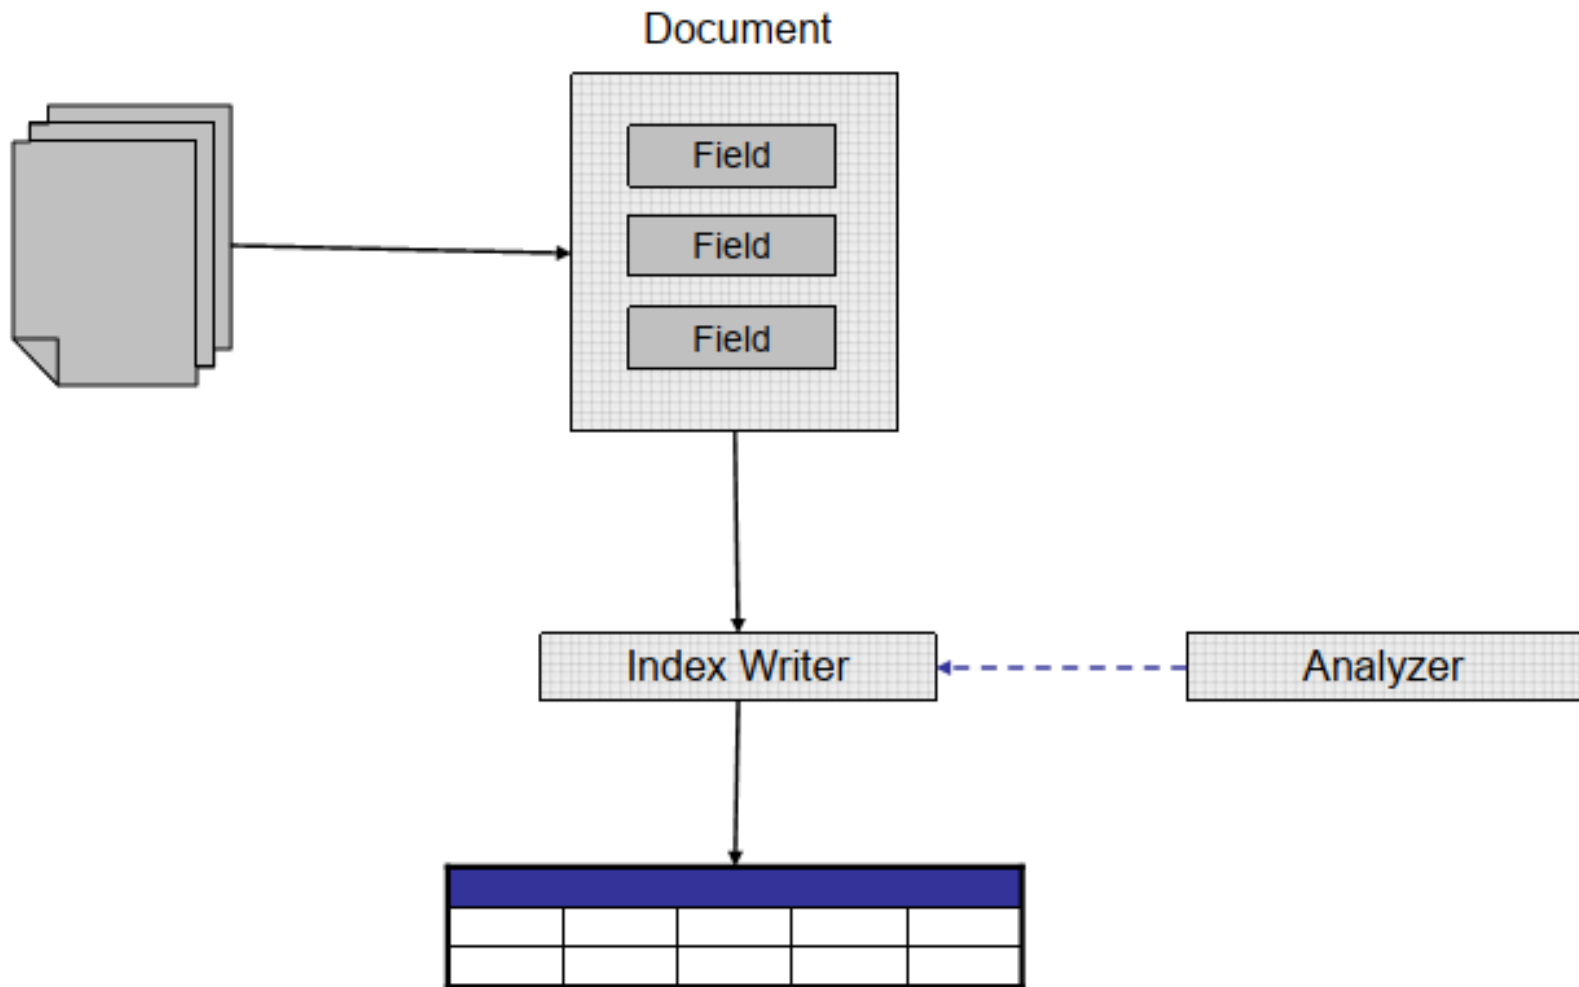 Document
Field
Field
Field
Index Writer
Analyzer